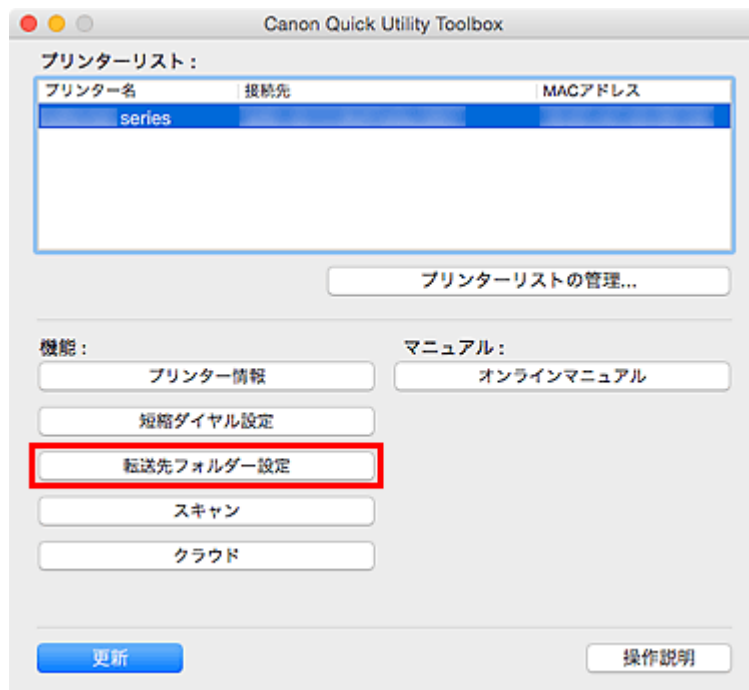 Canon Quick Utility Toolbox
プリンターリスト：
プリンター名 接続先 MACアドレス
series
プリンターリストの管理...
機能： マニュアル：
プリンター情報 オンラインマニュアル
短縮ダイヤル設定
転送先フォルダー設定
スキャン
クラウド
更新 操作説明